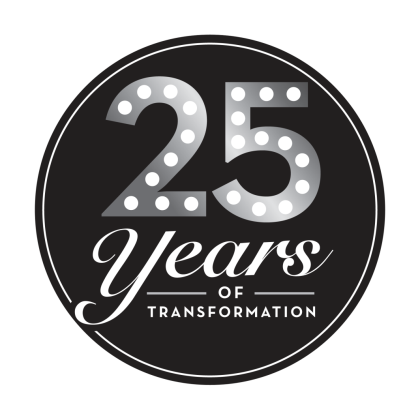 25
Years
OF
TRANSFORMATION